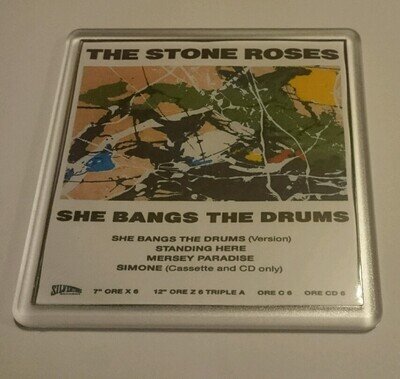 THE STONE ROSES
SHE BANGS THE DRUMS
SHE BANGS THE DRUMS (Version)
STANDING HERE
MERSEY PARADISE
SIMONE (Cassette and CD only)
SILVERTONE
7" ORE X 6 12" ORE Z 6 TRIPLE A ORE C 6 ORE CD 6